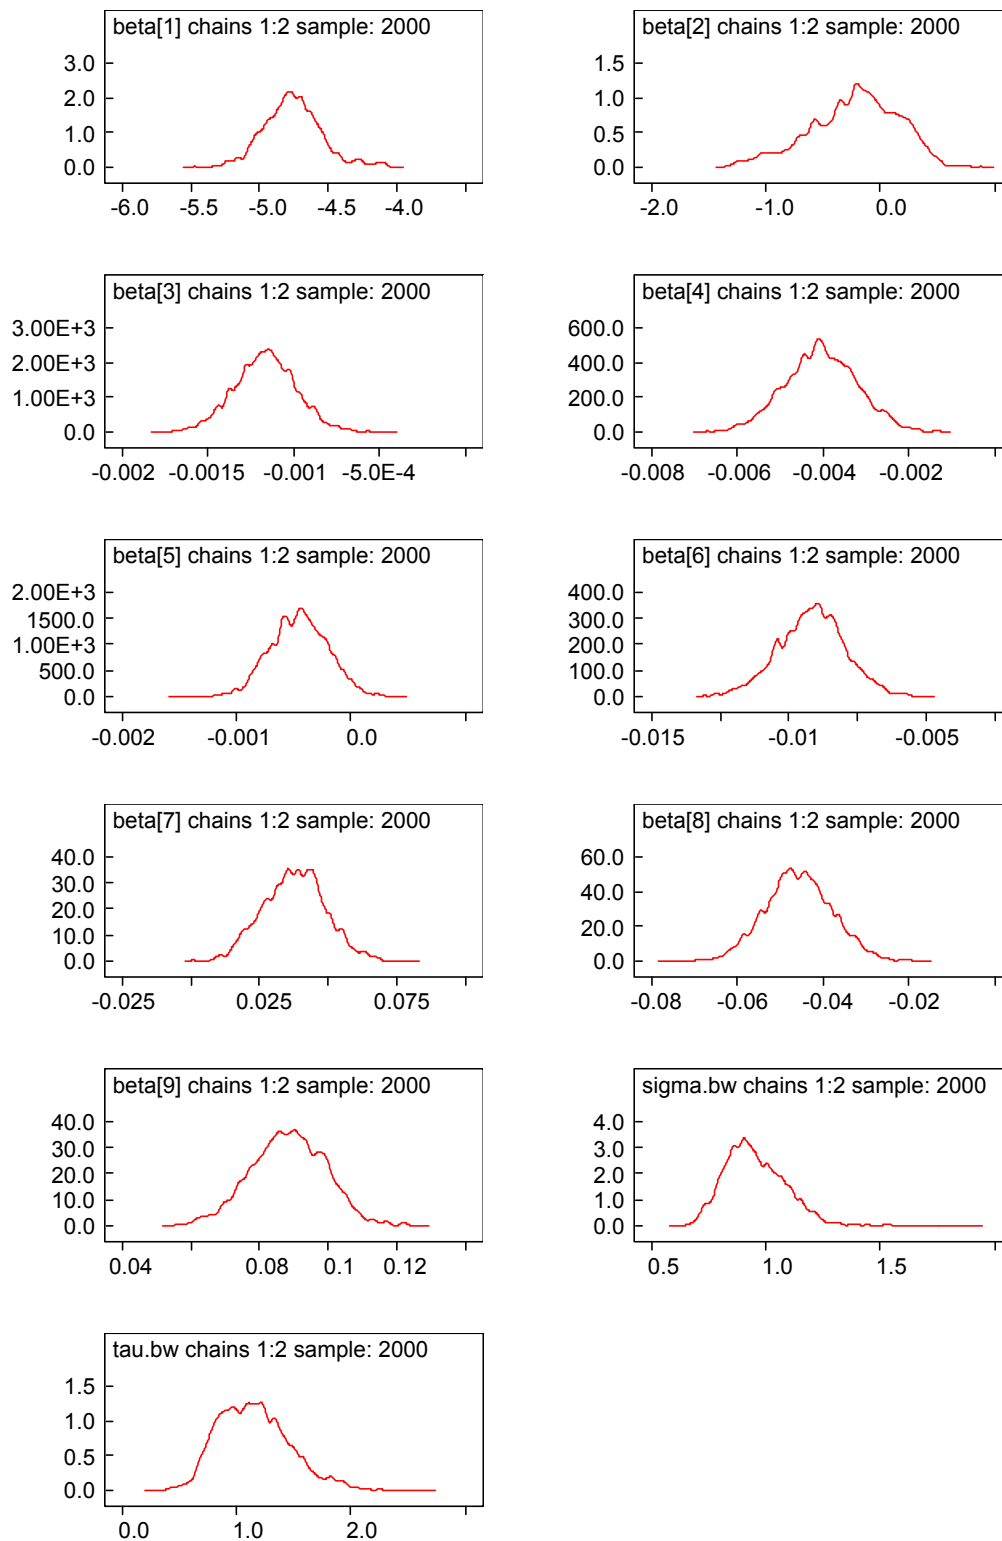 beta[1] chains 1:2 sample: 2000
3.0
2.0
1.0
0.0
-6.0 -5.5 -5.0 -4.5 -4.0
beta[2] chains 1:2 sample: 2000
1.5
1.0
0.5
0.0
-2.0 -1.0 0.0
beta[3] chains 1:2 sample: 2000
3.00E+3
2.00E+3
1.00E+3
0.0
-0.002 -0.0015 -0.001 -5.0E-4
beta[4] chains 1:2 sample: 2000
600.0
400.0
200.0
0.0
-0.008 -0.006 -0.004 -0.002
beta[5] chains 1:2 sample: 2000
2.00E+3
1500.0
1.00E+3
500.0
0.0
-0.002 -0.001 0.0
beta[6] chains 1:2 sample: 2000
400.0
300.0
200.0
100.0
0.0
-0.015 -0.01 -0.005
beta[7] chains 1:2 sample: 2000
40.0
30.0
20.0
10.0
0.0
-0.025 0.025 0.075
beta[8] chains 1:2 sample: 2000
60.0
40.0
20.0
0.0
-0.08 -0.06 -0.04 -0.02
beta[9] chains 1:2 sample: 2000
40.0
30.0
20.0
10.0
0.0
0.04 0.08 0.1 0.12
sigma.bw chains 1:2 sample: 2000
4.0
3.0
2.0
1.0
0.0
0.5 1.0 1.5
tau.bw chains 1:2 sample: 2000
1.5
1.0
0.5
0.0
0.0 1.0 2.0